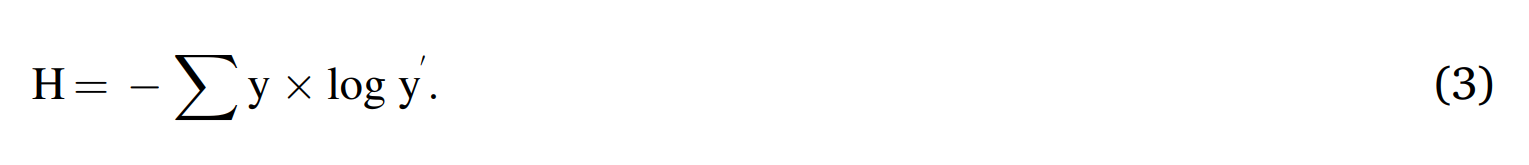 H = − ∑ y × log y′. (3)